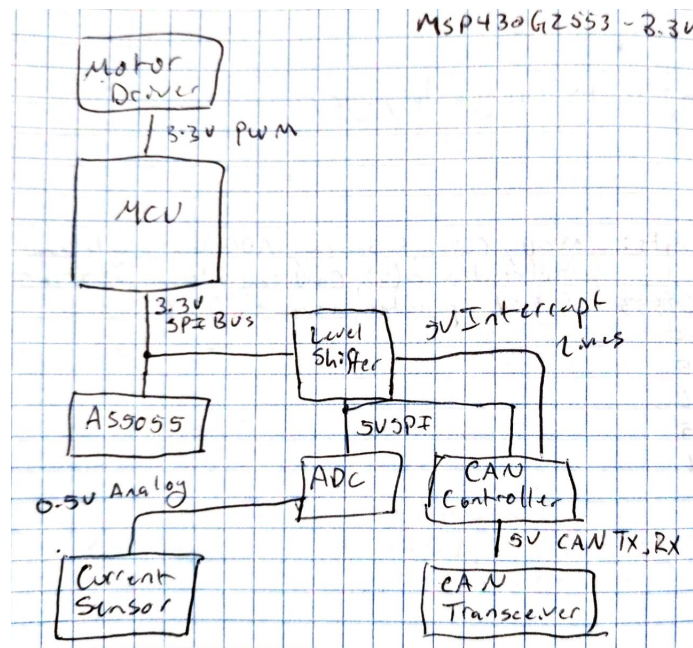 MSP430G2553 - 3.3V
Motor
Driver
3.3V PWM
MCU
3.3V
SPI Bus
Level
Shifter
5V Interrupt
Lines
AS5055
5V SPI
ADC
CAN
Controller
0-5V Analog
5V CAN TX, RX
Current
Sensor
CAN
Transceiver